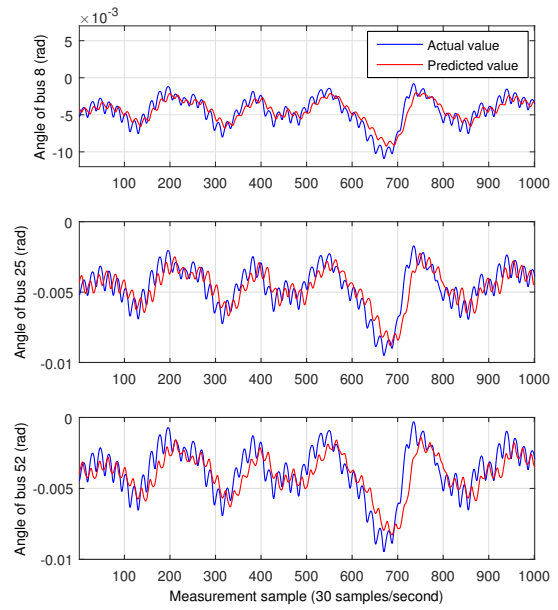 ×10^-3
5
0
-5
-10
Angle of bus 8 (rad)
Actual value
Predicted value
100 200 300 400 500 600 700 800 900 1000
0
-0.005
-0.01
Angle of bus 25 (rad)
100 200 300 400 500 600 700 800 900 1000
0
-0.005
-0.01
Angle of bus 52 (rad)
100 200 300 400 500 600 700 800 900 1000
Measurement sample (30 samples/second)